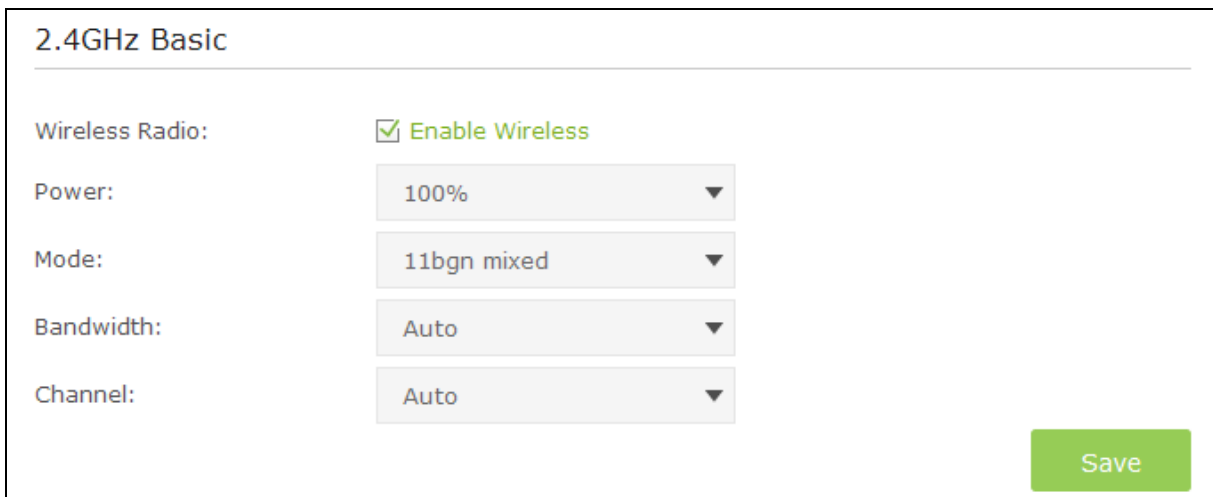 2.4GHz Basic
Wireless Radio: Enable Wireless
Power: 100%
Mode: 11bgn mixed
Bandwidth: Auto
Channel: Auto
Save